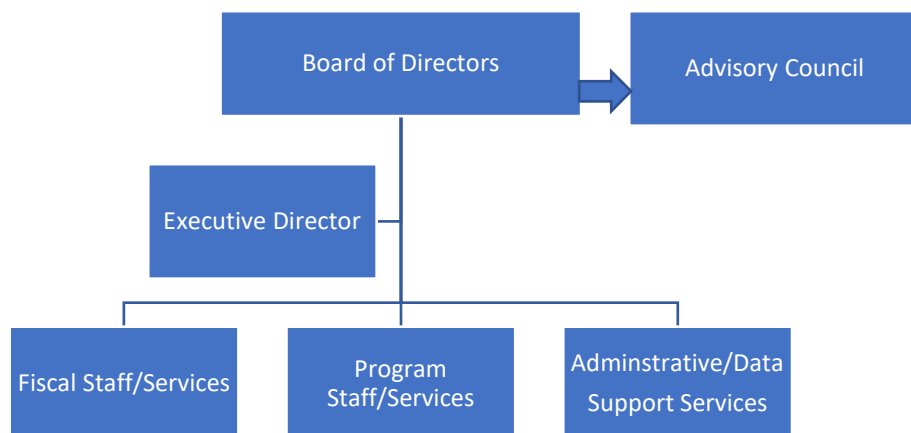 Board of Directors
Advisory Council
Executive Director
Fiscal Staff/Services
Program
Staff/Services
Adminstrative/Data
Support Services